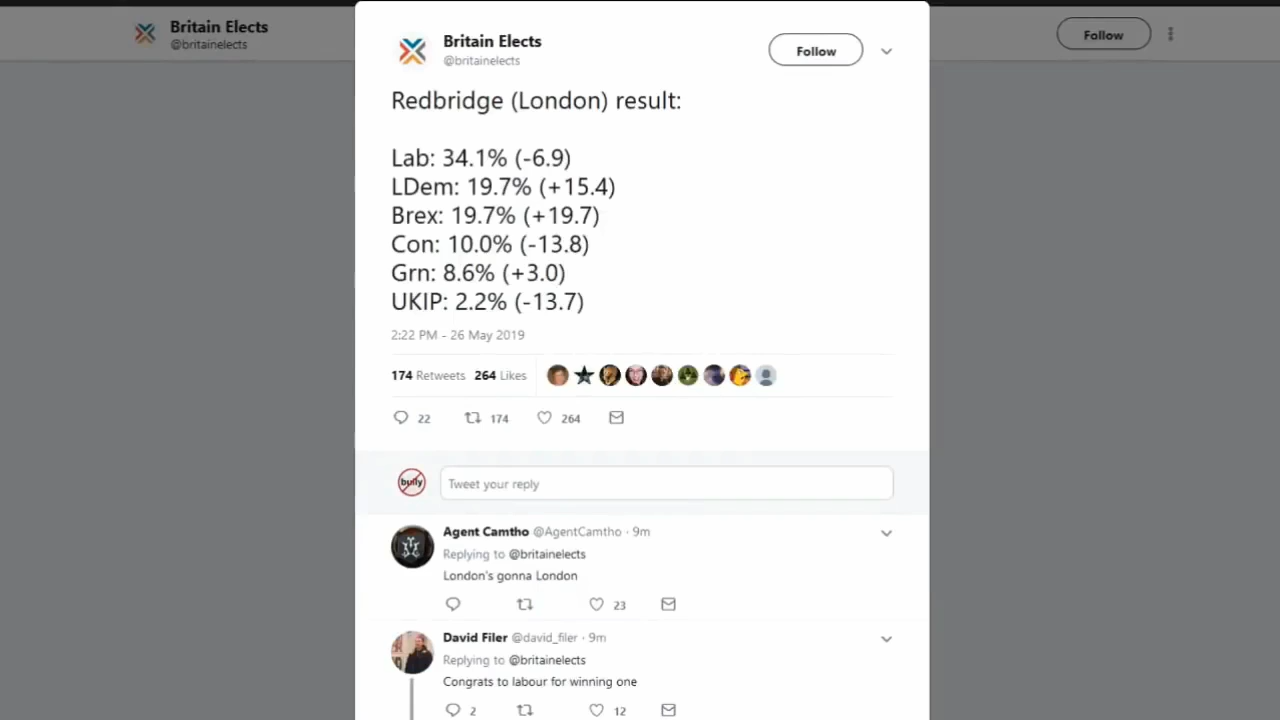 Britain Elects
@britainelects
Follow
Britain Elects
@britainelects
Follow
Redbridge (London) result:
Lab: 34.1% (-6.9)
LDem: 19.7% (+15.4)
Brex: 19.7% (+19.7)
Con: 10.0% (-13.8)
Grn: 8.6% (+3.0)
UKIP: 2.2% (-13.7)
2:22 PM - 26 May 2019
174 Retweets 264 Likes
22 174 264
bully
Tweet your reply
Agent Camtho @AgentCamtho · 9m
Replying to @britainelects
London's gonna London
23
David Filer @david_filer · 9m
Replying to @britainelects
Congrats to labour for winning one
2 12